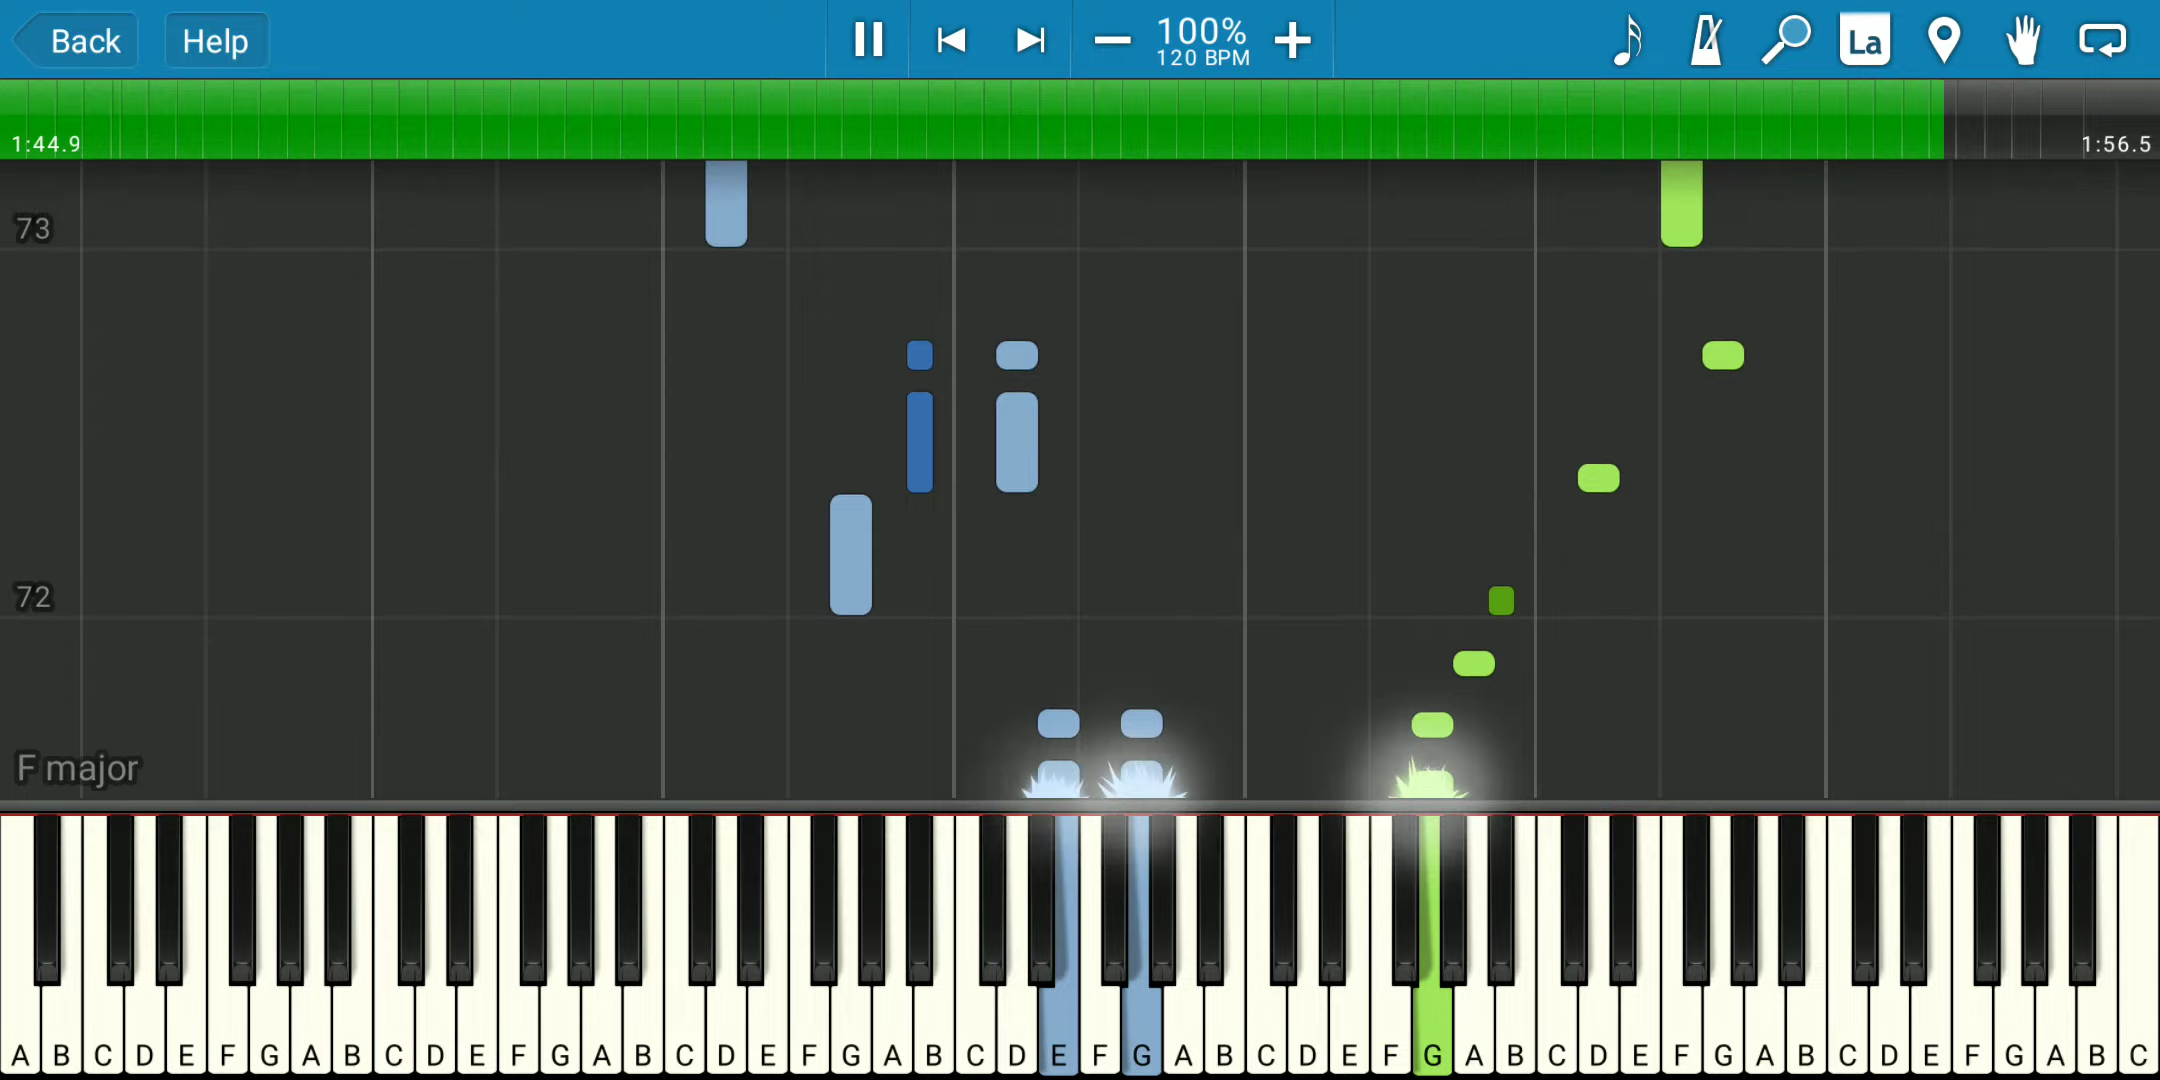 Back Help 100% La
120 BPM
1:44.9 1:56.5
73
72
F major
A B C D E F G A B C D E F G A B C D E F G A B C D E F G A B C D E F G A B C D E F G A B C D E F G A B C